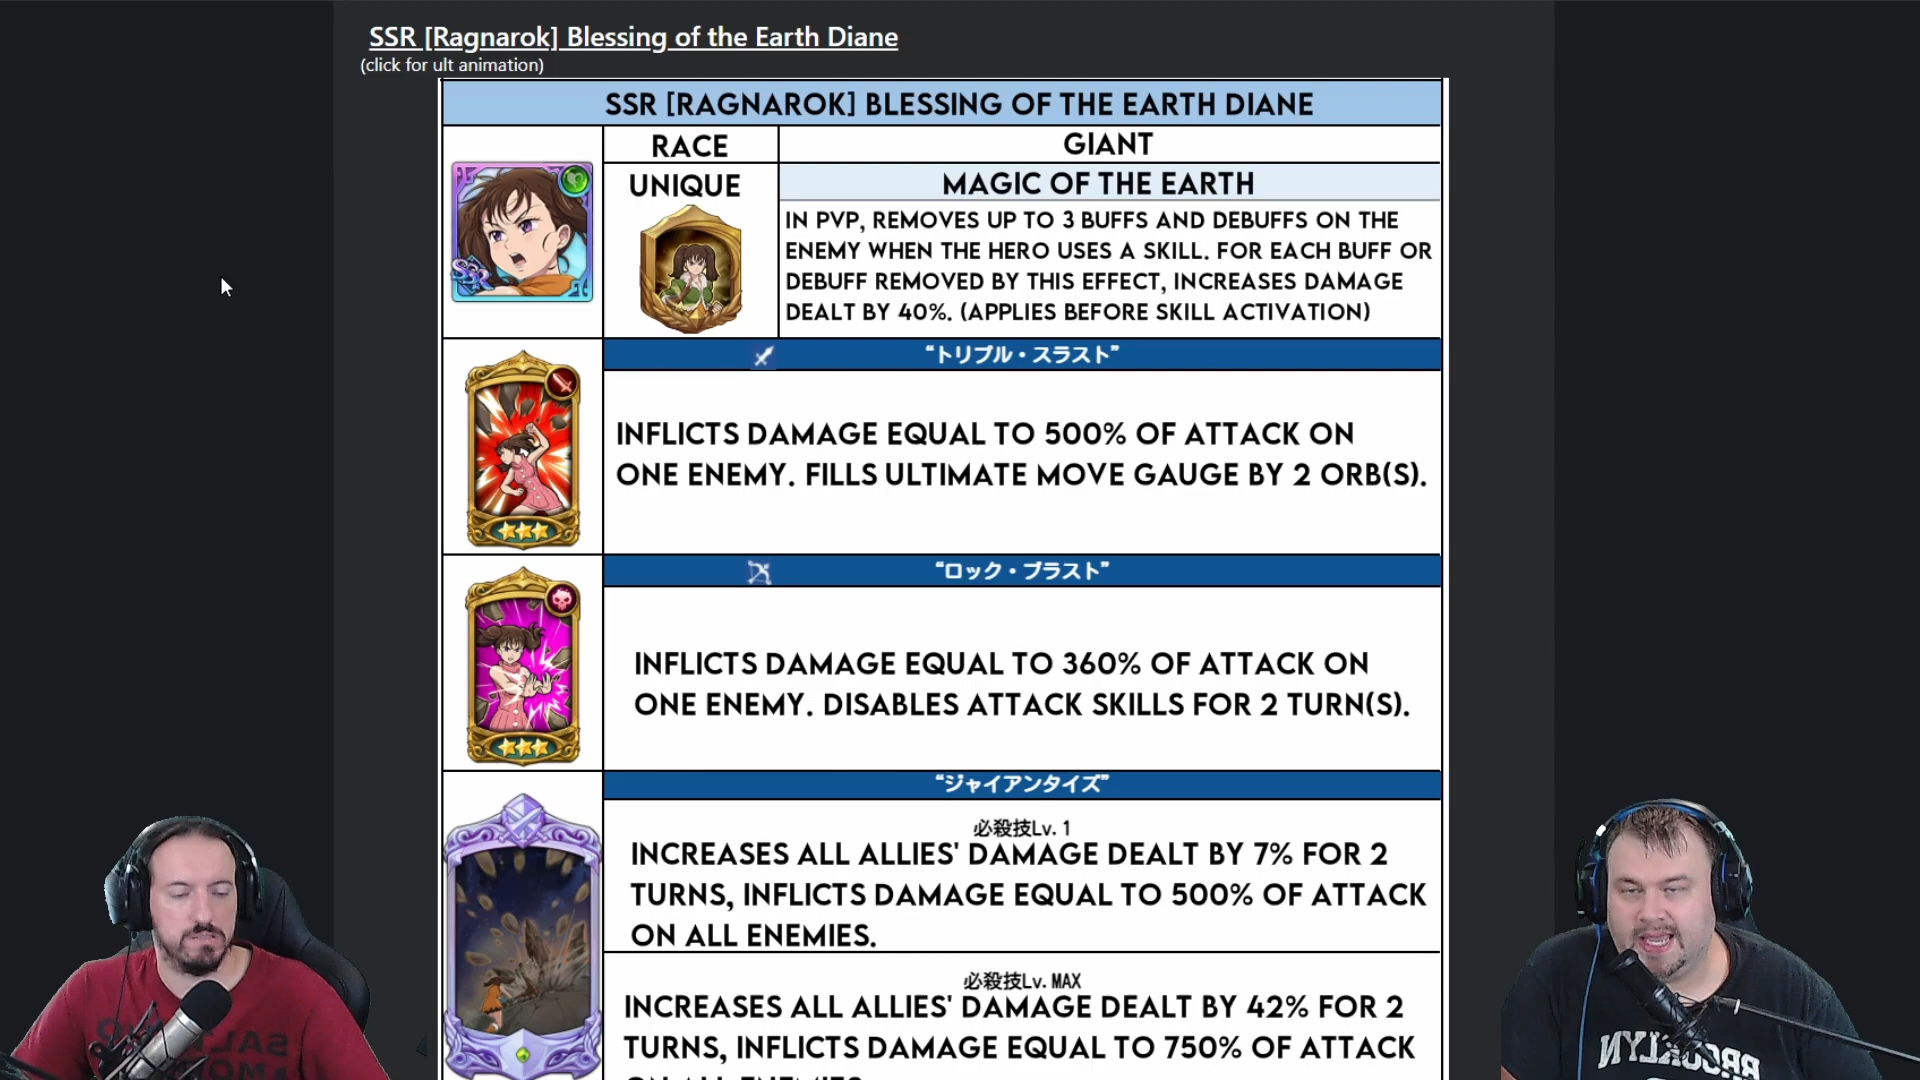 SSR [Ragnarok] Blessing of the Earth Diane
(click for ult animation)
SSR [RAGNAROK] BLESSING OF THE EARTH DIANE
RACE
GIANT
UNIQUE
MAGIC OF THE EARTH
IN PVP, REMOVES UP TO 3 BUFFS AND DEBUFFS ON THE
ENEMY WHEN THE HERO USES A SKILL. FOR EACH BUFF OR
DEBUFF REMOVED BY THIS EFFECT, INCREASES DAMAGE
DEALT BY 40%. (APPLIES BEFORE SKILL ACTIVATION)
SSR
“トリプル・スラスト”
INFLICTS DAMAGE EQUAL TO 500% OF ATTACK ON
ONE ENEMY. FILLS ULTIMATE MOVE GAUGE BY 2 ORB(S).
“ロック・ブラスト”
INFLICTS DAMAGE EQUAL TO 360% OF ATTACK ON
ONE ENEMY. DISABLES ATTACK SKILLS FOR 2 TURN(S).
“ジャイアンタイズ”
必殺技Lv. 1
INCREASES ALL ALLIES' DAMAGE DEALT BY 7% FOR 2
TURNS, INFLICTS DAMAGE EQUAL TO 500% OF ATTACK
ON ALL ENEMIES.
必殺技Lv. MAX
INCREASES ALL ALLIES' DAMAGE DEALT BY 42% FOR 2
TURNS, INFLICTS DAMAGE EQUAL TO 750% OF ATTACK
ON ALL ENEMIES
BROOKLYN